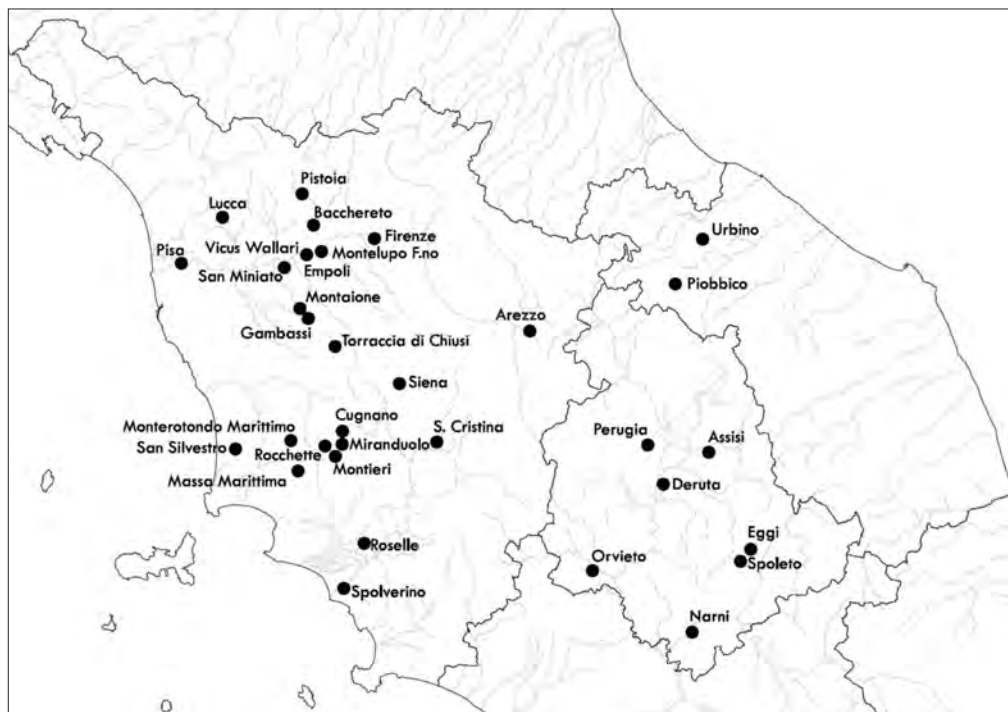 Pistoia
Lucca
Bacchereto
Firenze
Urbino
Vicus Wallari
Montelupo F.no
Pisa
San Miniato
Empoli
Piobbico
Montaione
Arezzo
Gambassi
Torraccia di Chiusi
Siena
Cugnano
Monterotondo Marittimo
S. Cristina
San Silvestro
Miranduolo
Perugia
Assisi
Rocchette
Montieri
Massa Marittima
Deruta
Eggi
Roselle
Orvieto
Spoleto
Spolverino
Narni